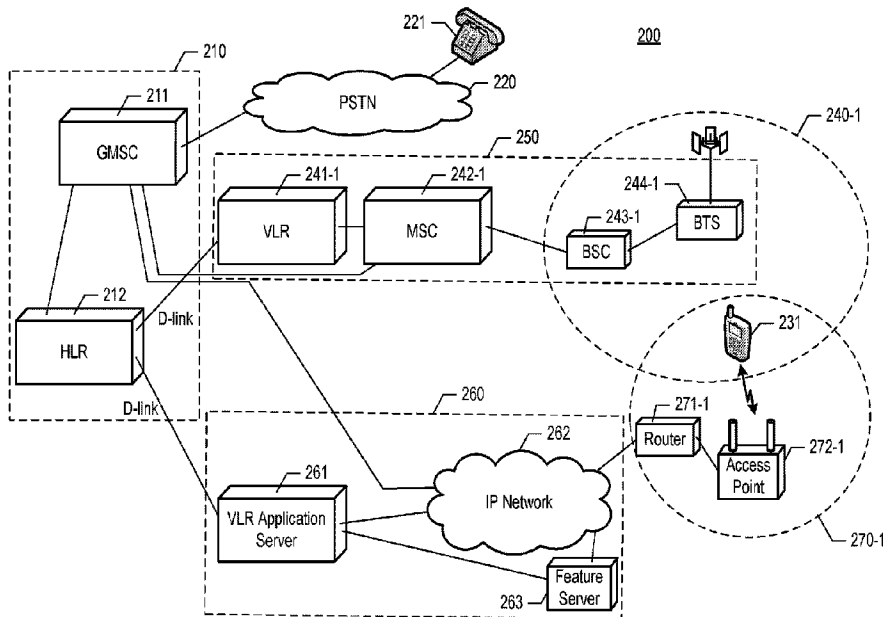 200
221
210
211
GMSC
PSTN
220
240-1
250
241-1
VLR
242-1
MSC
243-1
BSC
244-1
BTS
212
HLR
D-link
D-link
231
260
261
VLR Application
Server
262
IP Network
263
Feature
Server
271-1
Router
Access
Point
272-1
270-1